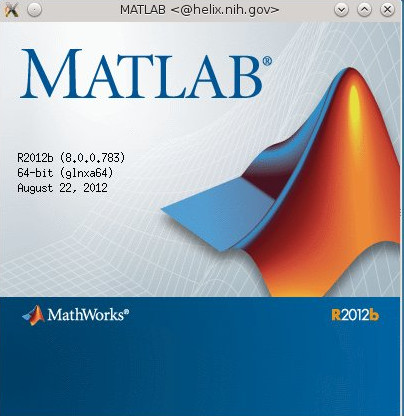 MATLAB <@helix.nih.gov>
MATLAB®
R2012b (8.0.0.783)
64-bit (glnxa64)
August 22, 2012
MathWorks®
R2012b